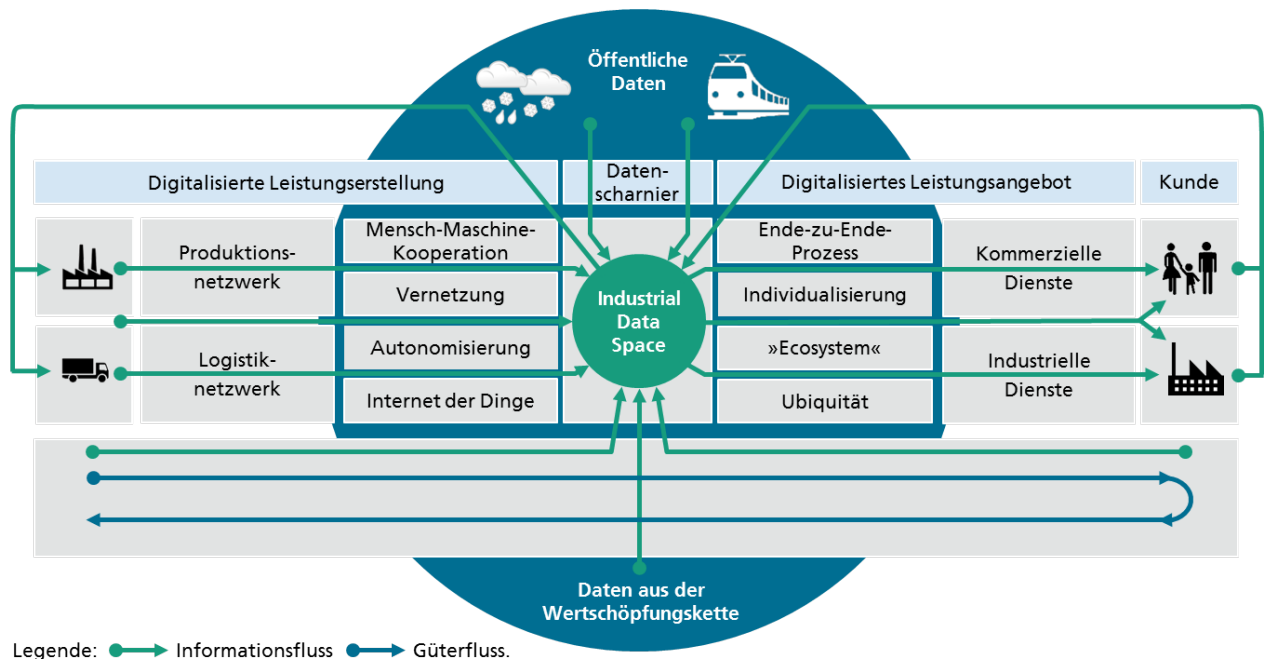 Öffentliche
Daten
Digitalisierte Leistungserstellung
Daten-
scharnier
Digitalisiertes Leistungsangebot
Kunde
Produktions-
netzwerk
Mensch-Maschine-
Kooperation
Vernetzung
Industrial
Data
Space
Ende-zu-Ende-
Prozess
Individualisierung
Kommerzielle
Dienste
Logistik-
netzwerk
Autonomisierung
Internet der Dinge
»Ecosystem«
Ubiquität
Industrielle
Dienste
Daten aus der
Wertschöpfungskette
Legende: Informationsfluss Güterfluss.